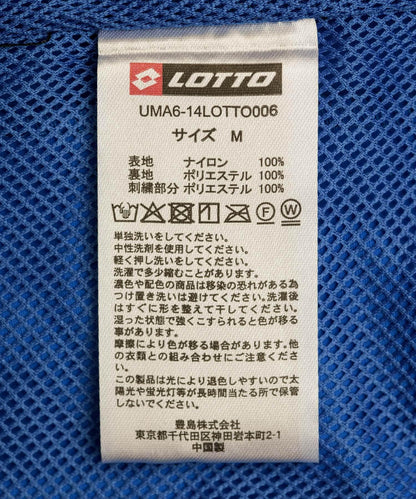 LOTTO
UMA6-14LOTTO006
サイズ M
表地 ナイロン 100%
裏地 ポリエステル 100%
刺繍部分 ポリエステル 100%
F W
単独洗いをしてください。
中性洗剤を使用してください。
軽く押し洗いをしてください。
洗濯で多少縮むことがあります。
濃色や配色の商品は移染の恐れがある為
つけ置き洗いは避けてください。洗濯後
はすぐに形を整えて干してください。
湿った状態で強くこすられると色が移る
事があります。
摩擦により色が移る場合があります。他
の衣類との組み合わせにご注意くださ
い。
この製品は光により退色しやすいので太
陽光や蛍光灯等が長時間当たる所で保管
しないでください。
豊島株式会社
東京都千代田区神田岩本町2-1
中国製